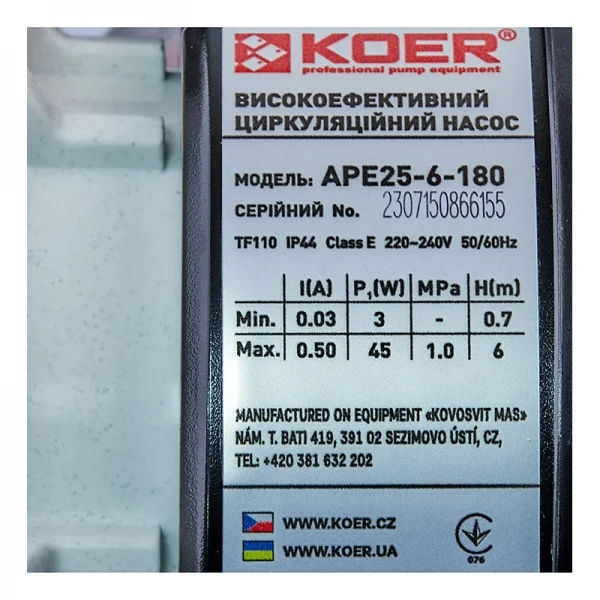 KOER®
professional pump equipment
ВИСОКОЕФЕКТИВНИЙ
ЦИРКУЛЯЦІЙНИЙ НАСОС
МОДЕЛЬ: APE25-6-180
СЕРІЙНИЙ No. 2307150866155
TF110 IP44 Class E 220~240V 50/60Hz
I(A) P₁(W) MPa H(m)
Min. 0.03 3 - 0.7
Max. 0.50 45 1.0 6
MANUFACTURED ON EQUIPMENT «KOVOSVIT MAS»
NÁM. T. BATI 419, 391 02 SEZIMOVO ÚSTÍ, CZ,
TEL: +420 381 632 202
WWW.KOER.CZ
WWW.KOER.UA
076